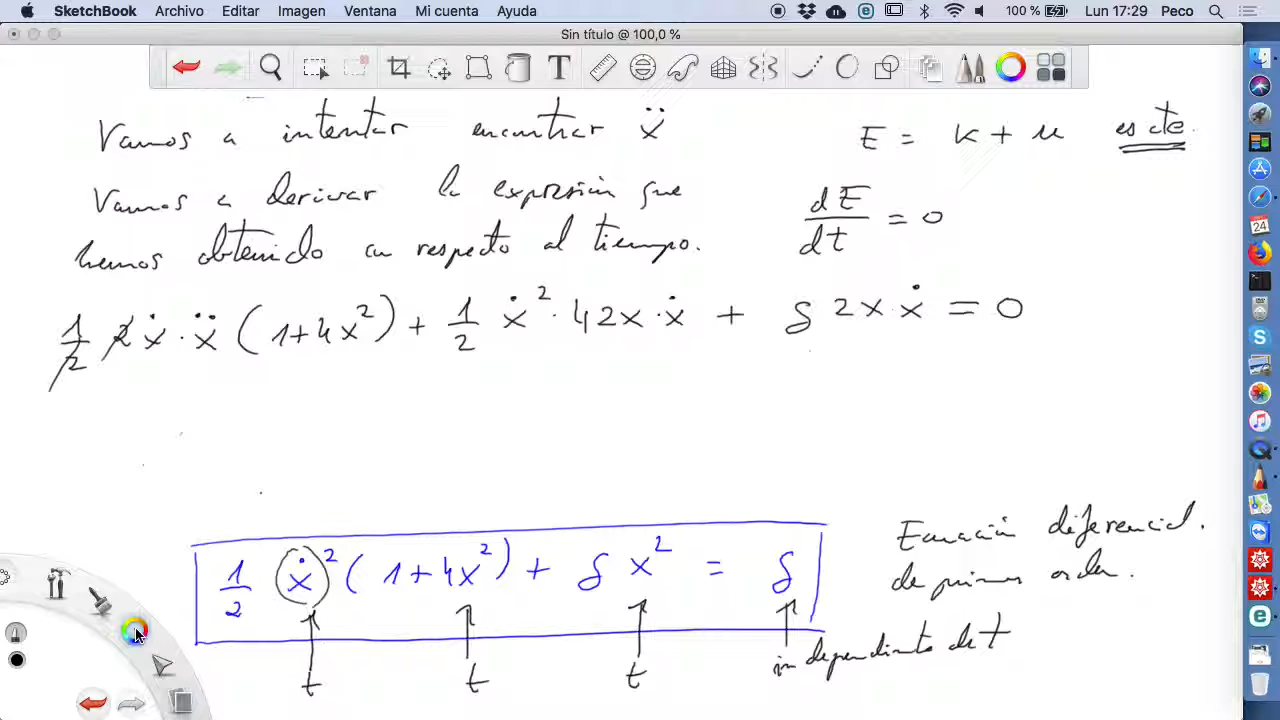 SketchBook Archivo Editar Imagen Ventana Mi cuenta Ayuda 100 % Lun 17:29 Peco
Sin título @ 100,0 %
Vamos a intentar encontrar ẍ
E = K + u es cte.
Vamos a derivar la expresión que
hemos obtenido con respecto al tiempo.
dE/dt = 0
1/2 2ẋ·ẍ (1+4x²) + 1/2 ẋ²·42x·ẋ + g 2x·ẋ = 0
1/2 ẋ² (1+4x²) + g x² = g
Ecuación diferencial.
de primer orden.
t t t independiente de t
24